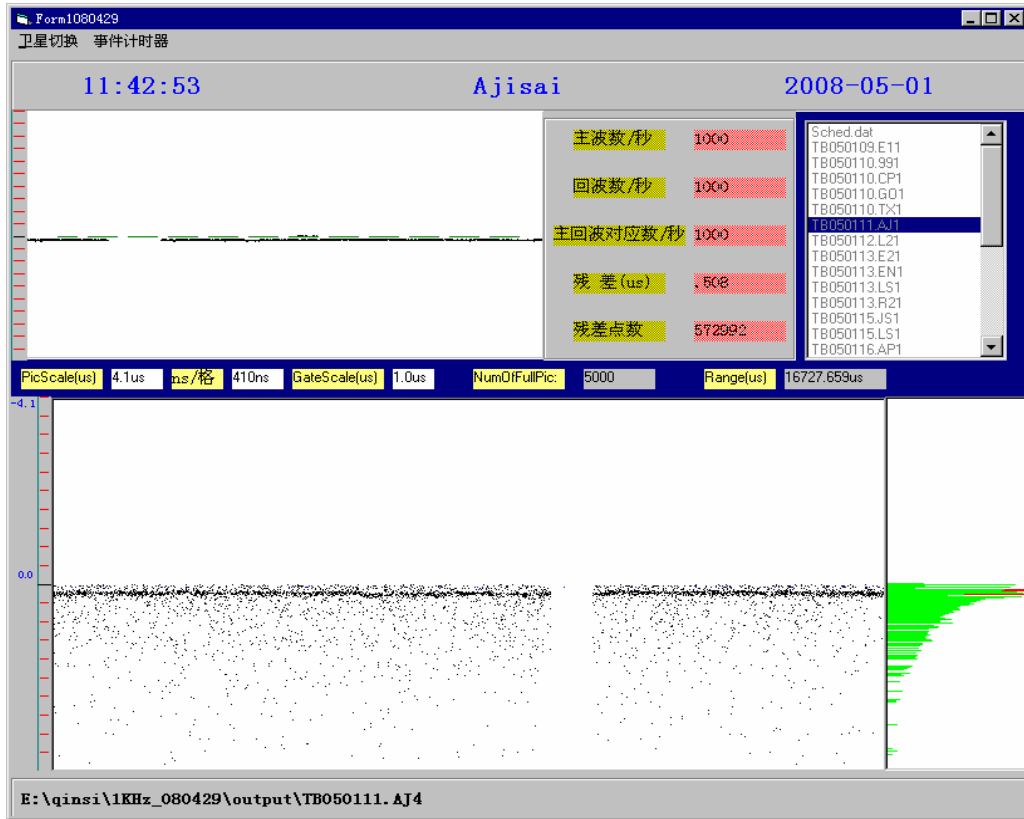 Form1080429
卫星切换 事件计时器
11:42:53 Ajisai 2008-05-01
主波数/秒 1000
回波数/秒 1000
主回波对应数/秒 1000
残 差(us) .508
残差点数 572992
Sched.dat
TB050109.E11
TB050110.991
TB050110.CP1
TB050110.GO1
TB050110.TX1
TB050111.AJ1
TB050112.L21
TB050113.E21
TB050113.EN1
TB050113.LS1
TB050113.R21
TB050115.JS1
TB050115.LS1
TB050116.AP1
PicScale(us) 4.1us ns/格 410ns GateScale(us) 1.0us NumOfFullPic: 5000 Range(us) 16727.659us
-4.1
0.0
E:\qinsi\1KHz_080429\output\TB050111.AJ4